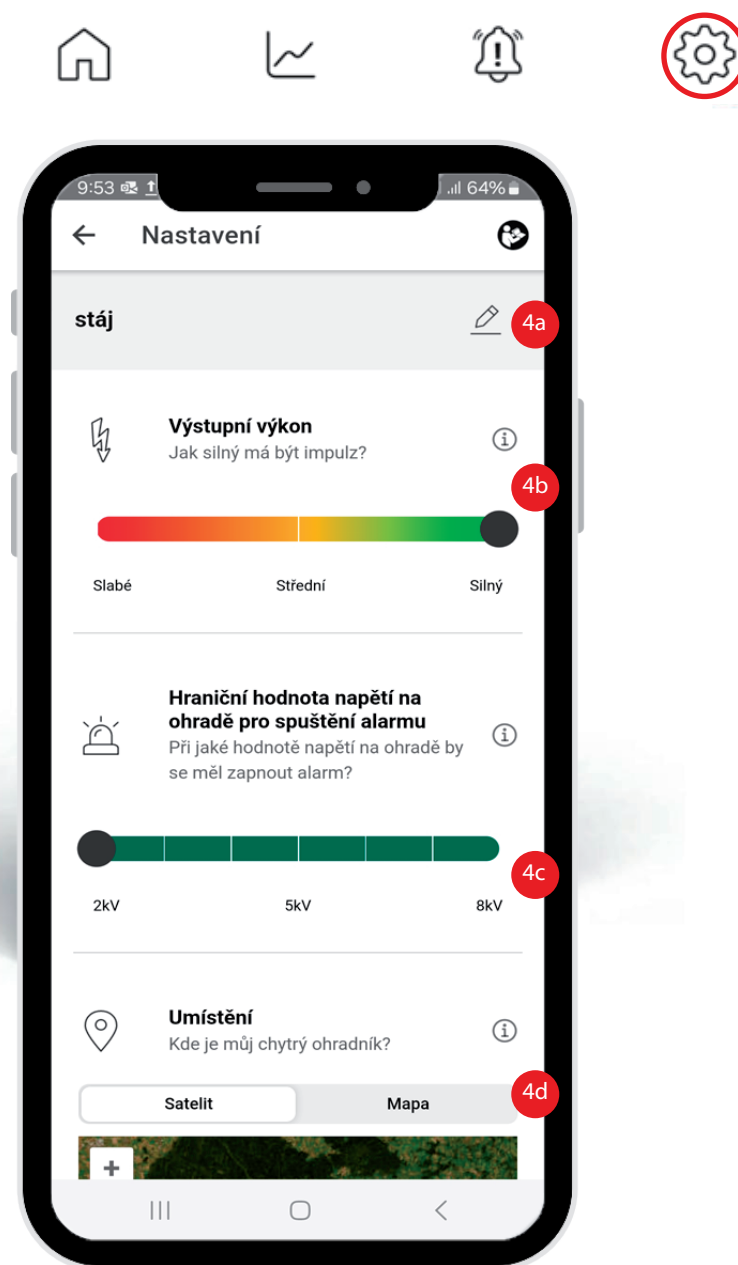 9:53
64%
Nastavení
stáj
4a
Výstupní výkon
Jak silný má být impulz?
4b
Slabé Střední Silný
Hraniční hodnota napětí na
ohradě pro spuštění alarmu
Při jaké hodnotě napětí na ohradě by
se měl zapnout alarm?
4c
2kV 5kV 8kV
Umístění
Kde je můj chytrý ohradník?
4d
Satelit Mapa
+